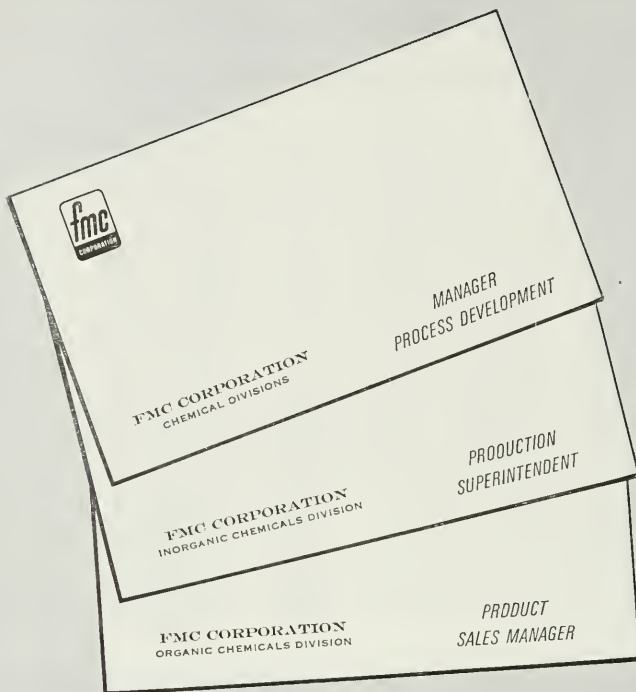 fmc
CORPORATION
MANAGER
PROCESS DEVELOPMENT
FMC CORPORATION
CHEMICAL DIVISIONS
PROOUCTION
SUPERINTENDENT
FMC CORPORATION
INORGANIC CHEMICALS DIVISION
PRODUCT
SALES MANAGER
FMC CORPORATION
ORGANIC CHEMICALS DIVISION